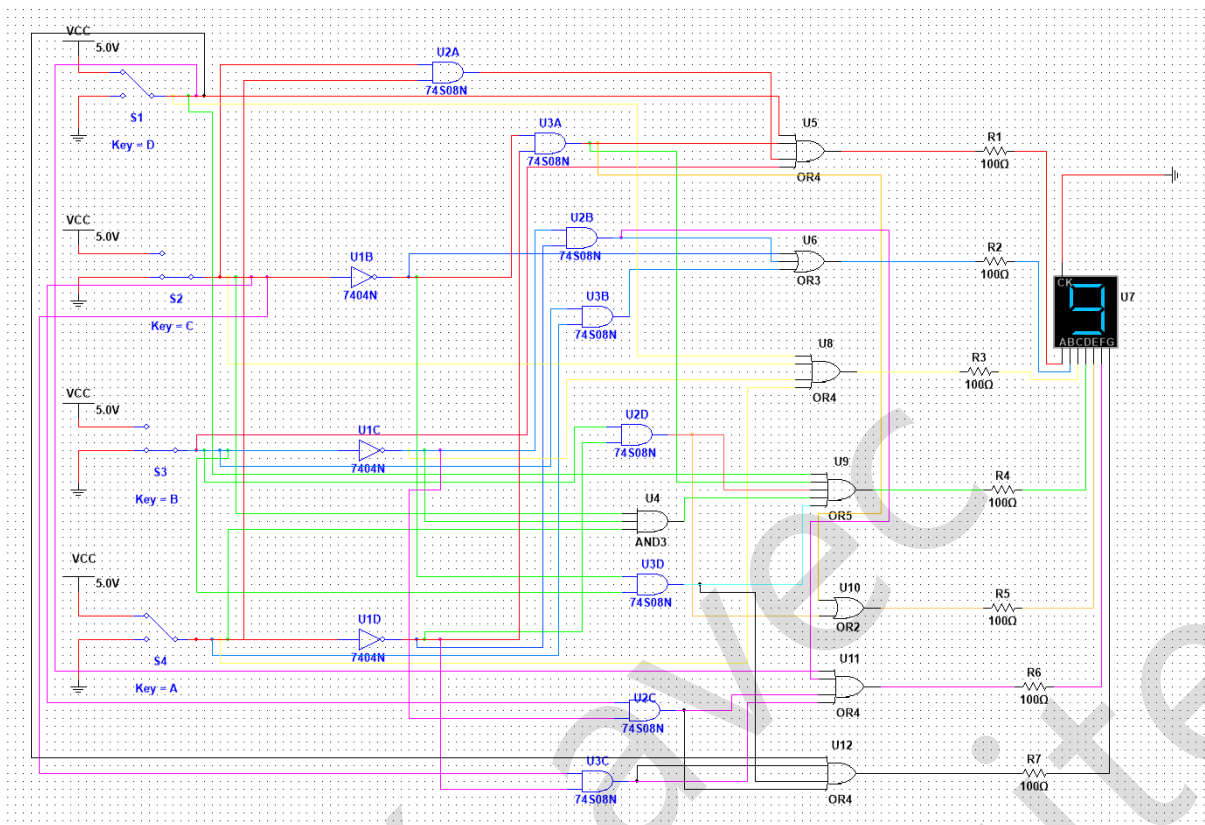 VCC
5.0V
S1
Key = D
U2A
74S08N
U3A
74S08N
U5
OR4
R1
100Ω
VCC
5.0V
S2
Key = C
U1B
7404N
U2B
74S08N
U3B
74S08N
U6
OR3
R2
100Ω
CK
U7
ABCDEFG
U8
OR4
R3
100Ω
VCC
5.0V
S3
Key = B
U1C
7404N
U2D
74S08N
U4
AND3
U9
OR5
R4
100Ω
VCC
5.0V
S4
Key = A
U1D
7404N
U3D
74S08N
U10
OR2
R5
100Ω
U11
OR4
R6
100Ω
U2C
74S08N
U3C
74S08N
U12
OR4
R7
100Ω
9
avec
ite